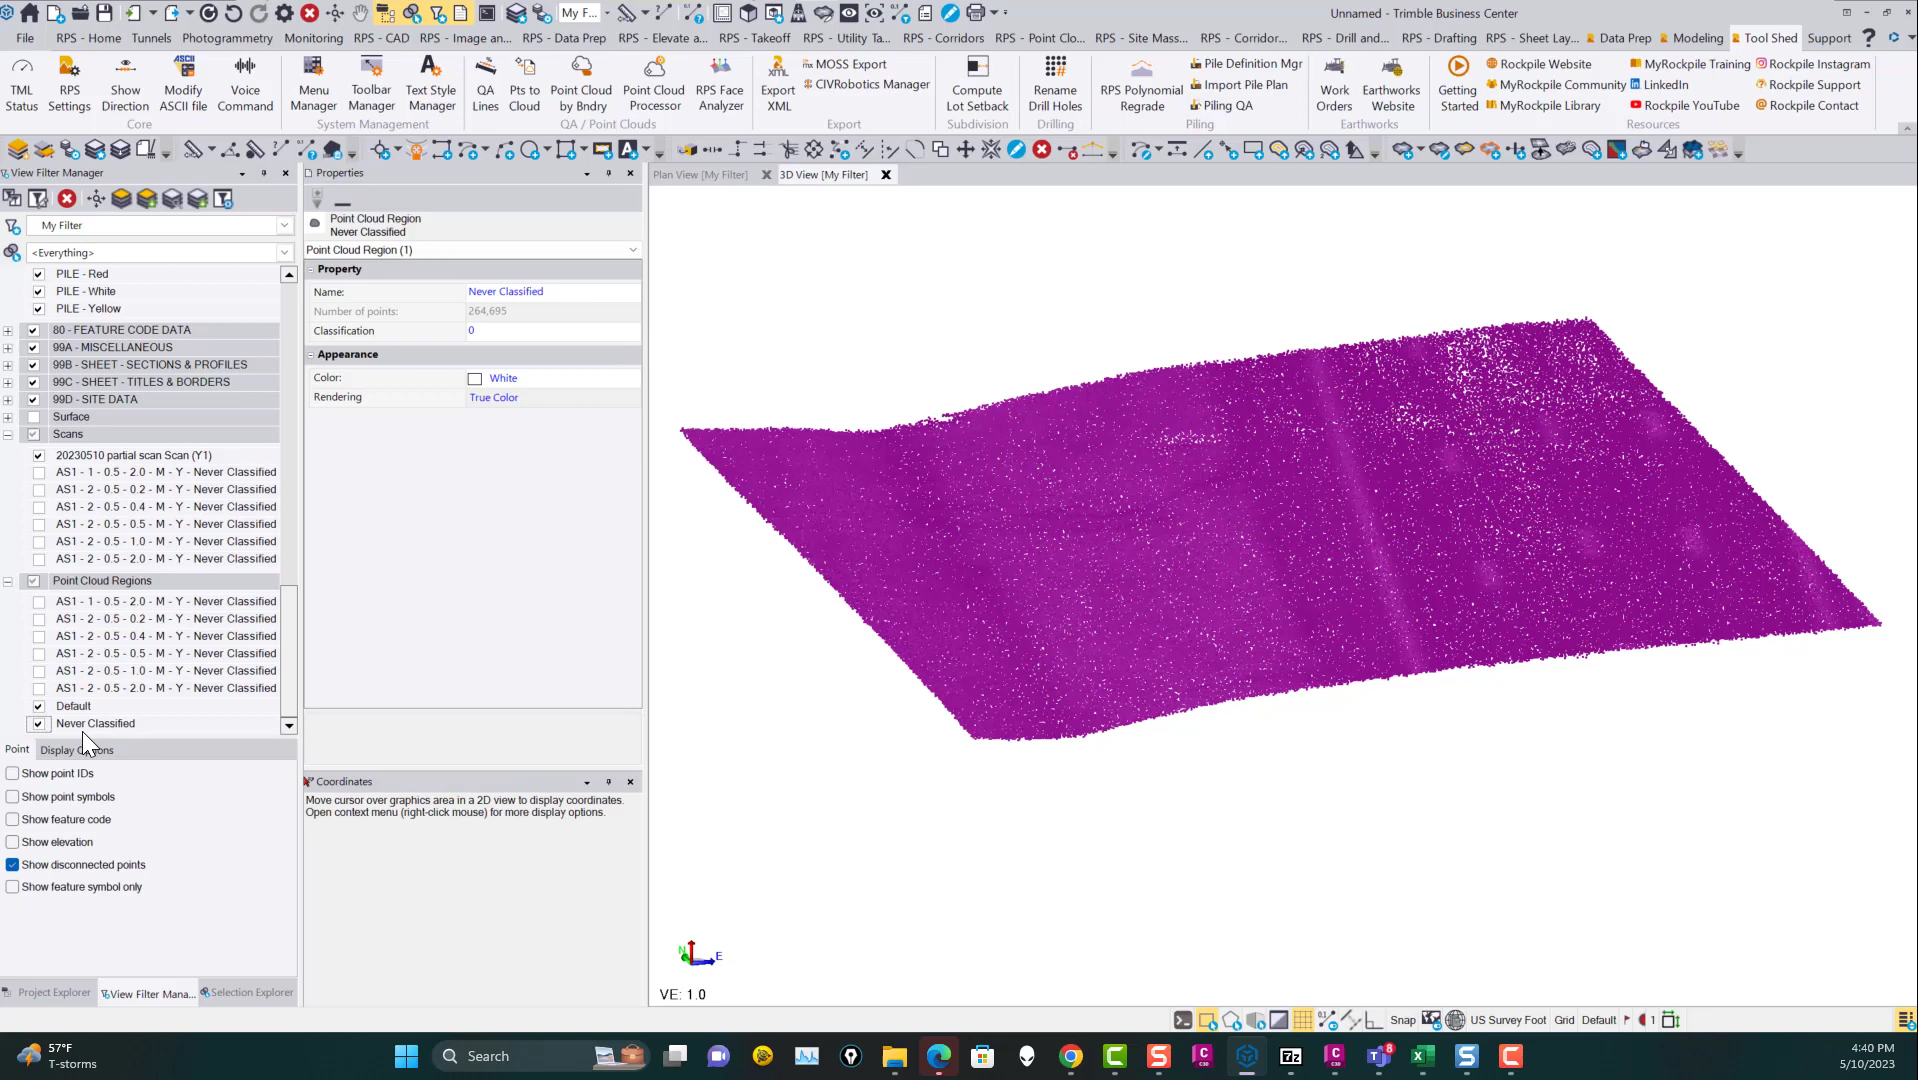 My F...
Unnamed - Trimble Business Center
File
RPS - Home
Tunnels
Photogrammetry
Monitoring
RPS - CAD
RPS - Image an...
RPS - Data Prep
RPS - Elevate a...
RPS - Takeoff
RPS - Utility Ta...
RPS - Corridors
RPS - Point Clo...
RPS - Site Mass...
RPS - Corridor...
RPS - Drill and...
RPS - Drafting
RPS - Sheet Lay...
Data Prep
Modeling
Tool Shed
Support
TML Status
RPS Settings
Show Direction
Modify ASCII file
Voice Command
Core
Menu Manager
Toolbar Manager
Text Style Manager
System Management
QA Lines
Pts to Cloud
Point Cloud by Bndry
Point Cloud Processor
RPS Face Analyzer
QA / Point Clouds
Export XML
MOSS Export
CIVRobotics Manager
Export
Compute Lot Setback
Subdivision
Rename Drill Holes
Drilling
RPS Polynomial Regrade
Pile Definition Mgr
Import Pile Plan
Piling QA
Piling
Work Orders
Earthworks Website
Earthworks
Getting Started
Rockpile Website
MyRockpile Community
MyRockpile Library
MyRockpile Training
LinkedIn
Rockpile YouTube
Rockpile Instagram
Rockpile Support
Rockpile Contact
Resources
View Filter Manager
My Filter
<Everything>
PILE - Red
PILE - White
PILE - Yellow
80 - FEATURE CODE DATA
99A - MISCELLANEOUS
99B - SHEET - SECTIONS & PROFILES
99C - SHEET - TITLES & BORDERS
99D - SITE DATA
Surface
Scans
20230510 partial scan Scan (Y1)
AS1 - 1 - 0.5 - 2.0 - M - Y - Never Classified
AS1 - 2 - 0.5 - 0.2 - M - Y - Never Classified
AS1 - 2 - 0.5 - 0.4 - M - Y - Never Classified
AS1 - 2 - 0.5 - 0.5 - M - Y - Never Classified
AS1 - 2 - 0.5 - 1.0 - M - Y - Never Classified
AS1 - 2 - 0.5 - 2.0 - M - Y - Never Classified
Point Cloud Regions
AS1 - 1 - 0.5 - 2.0 - M - Y - Never Classified
AS1 - 2 - 0.5 - 0.2 - M - Y - Never Classified
AS1 - 2 - 0.5 - 0.4 - M - Y - Never Classified
AS1 - 2 - 0.5 - 0.5 - M - Y - Never Classified
AS1 - 2 - 0.5 - 1.0 - M - Y - Never Classified
AS1 - 2 - 0.5 - 2.0 - M - Y - Never Classified
Default
Never Classified
Point
Display
Show point IDs
Show point symbols
Show feature code
Show elevation
Show disconnected points
Show feature symbol only
Project Explorer
View Filter Mana...
Selection Explorer
Properties
Point Cloud Region
Never Classified
Point Cloud Region (1)
Property
Name: Never Classified
Number of points: 264,695
Classification 0
Appearance
Color: White
Rendering True Color
Coordinates
Move cursor over graphics area in a 2D view to display coordinates.
Open context menu (right-click mouse) for more display options.
Plan View [My Filter]
3D View [My Filter]
N
E
VE: 1.0
Snap
US Survey Foot
Grid
Default
1
57°F
T-storms
Search
8
4:40 PM
5/10/2023